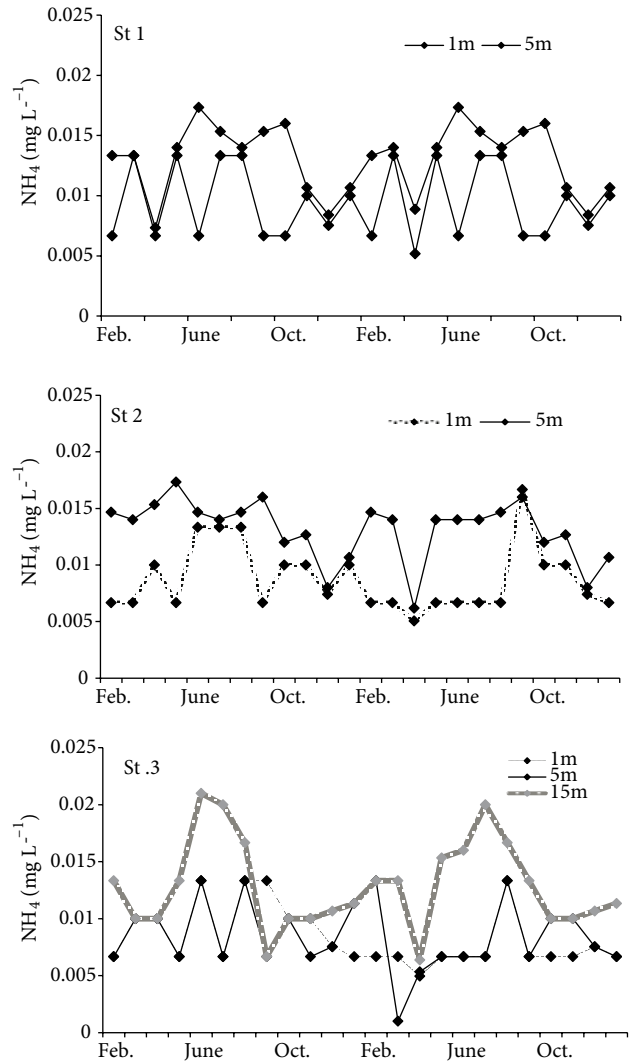 0.025
St 1
1m 5m
0.02
0.015
0.01
0.005
0
NH₄ (mg L⁻¹)
Feb. June Oct. Feb. June Oct.
0.025
St 2
1m 5m
0.02
0.015
0.01
0.005
0
NH₄ (mg L⁻¹)
Feb. June Oct. Feb. June Oct.
0.025
St .3
1m
5m
15m
0.02
0.015
0.01
0.005
0
NH₄ (mg L⁻¹)
Feb. June Oct. Feb. June Oct.